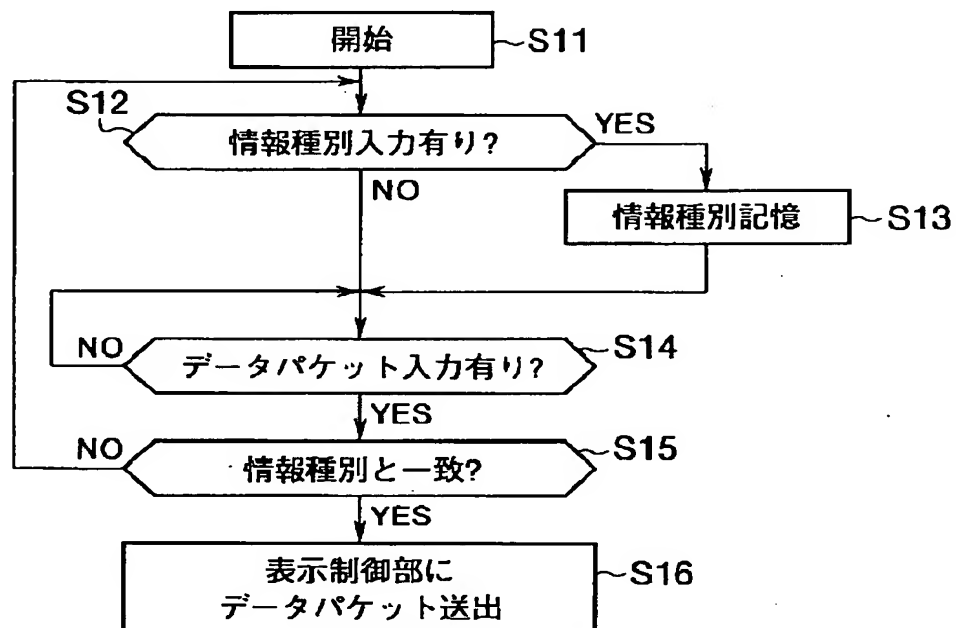 開始
S11
S12
情報種別入力有り?
YES
NO
情報種別記憶
S13
NO
データパケット入力有り?
S14
YES
NO
情報種別と一致?
S15
YES
表示制御部に
データパケット送出
S16